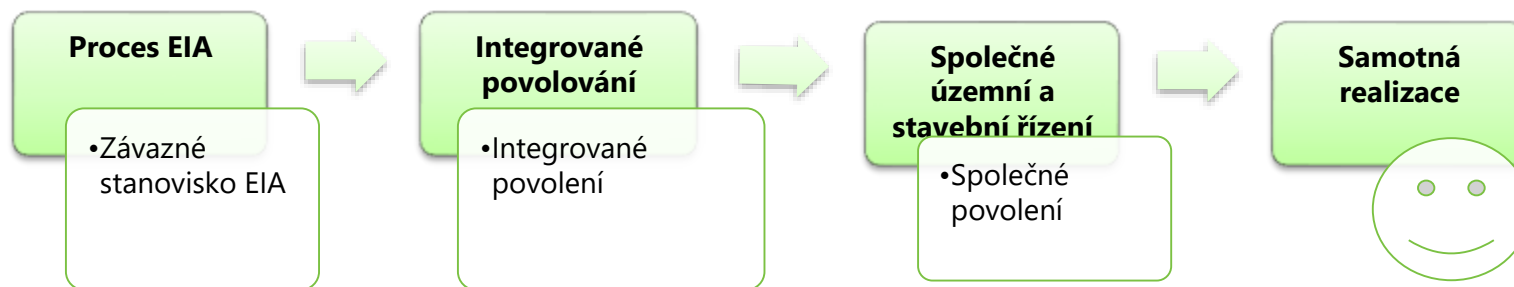 Proces EIA
•Závazné
stanovisko EIA
Integrované
povolování
•Integrované
povolení
Společné
územní a
stavební řízení
•Společné
povolení
Samotná
realizace